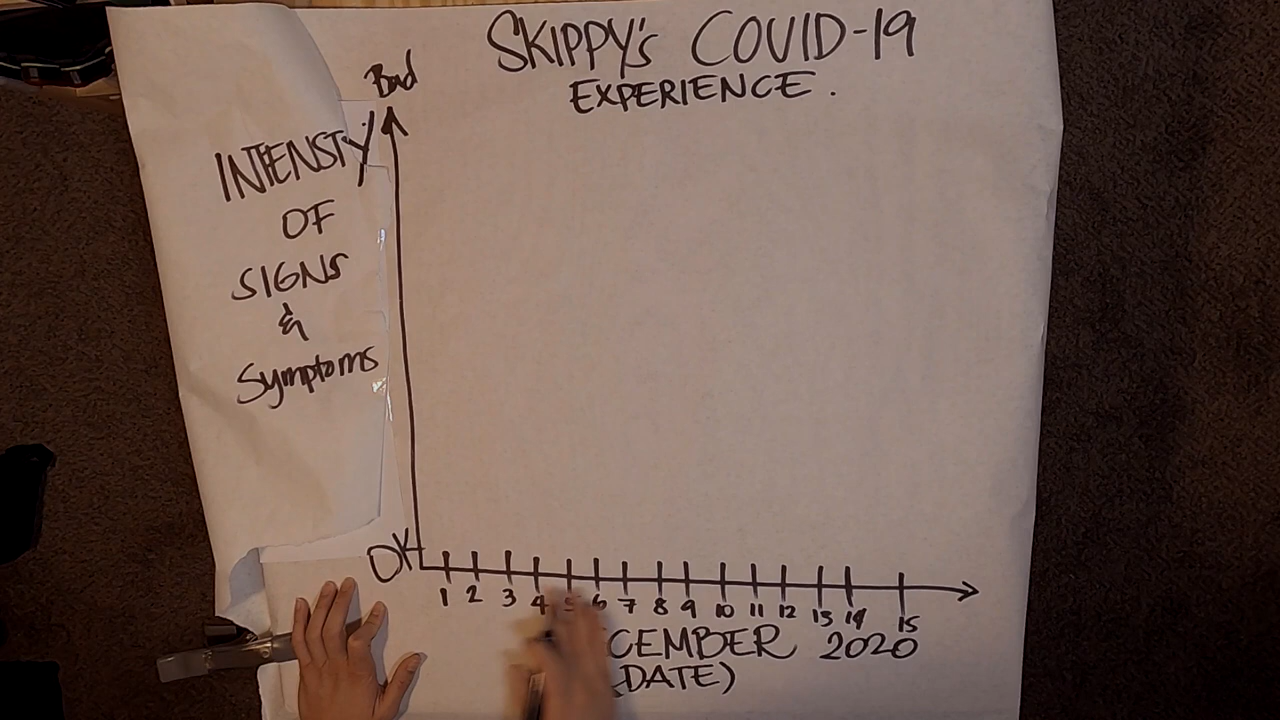 SKIPPY's COVID-19
EXPERIENCE.
Bad
INTENSTY
OF
SIGNS
&
Symptoms
OK
1 2 3 4 5 6 7 8 9 10 11 12 13 14 15
2020
DATE)